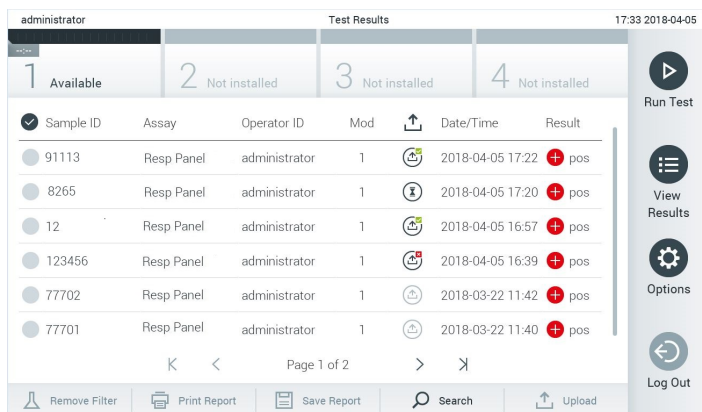 administrator Test Results 17:33 2018-04-05
--:--
1 Available 2 Not installed 3 Not installed 4 Not installed
Run Test
Sample ID Assay Operator ID Mod Date/Time Result
91113 Resp Panel administrator 1 2018-04-05 17:22 pos
8265 Resp Panel administrator 1 2018-04-05 17:20 pos
View
Results
12 Resp Panel administrator 1 2018-04-05 16:57 pos
123456 Resp Panel administrator 1 2018-04-05 16:39 pos
Options
77702 Resp Panel administrator 1 2018-03-22 11:42 pos
77701 Resp Panel administrator 1 2018-03-22 11:40 pos
Page 1 of 2
Log Out
Remove Filter Print Report Save Report Search Upload